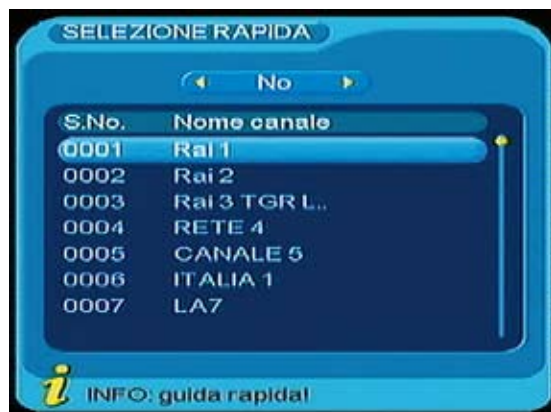 SELEZIONE RAPIDA
No
S.No. Nome canale
0001 Rai 1
0002 Rai 2
0003 Rai 3 TGR L..
0004 RETE 4
0005 CANALE 5
0006 ITALIA 1
0007 LA7
i INFO: guida rapida!